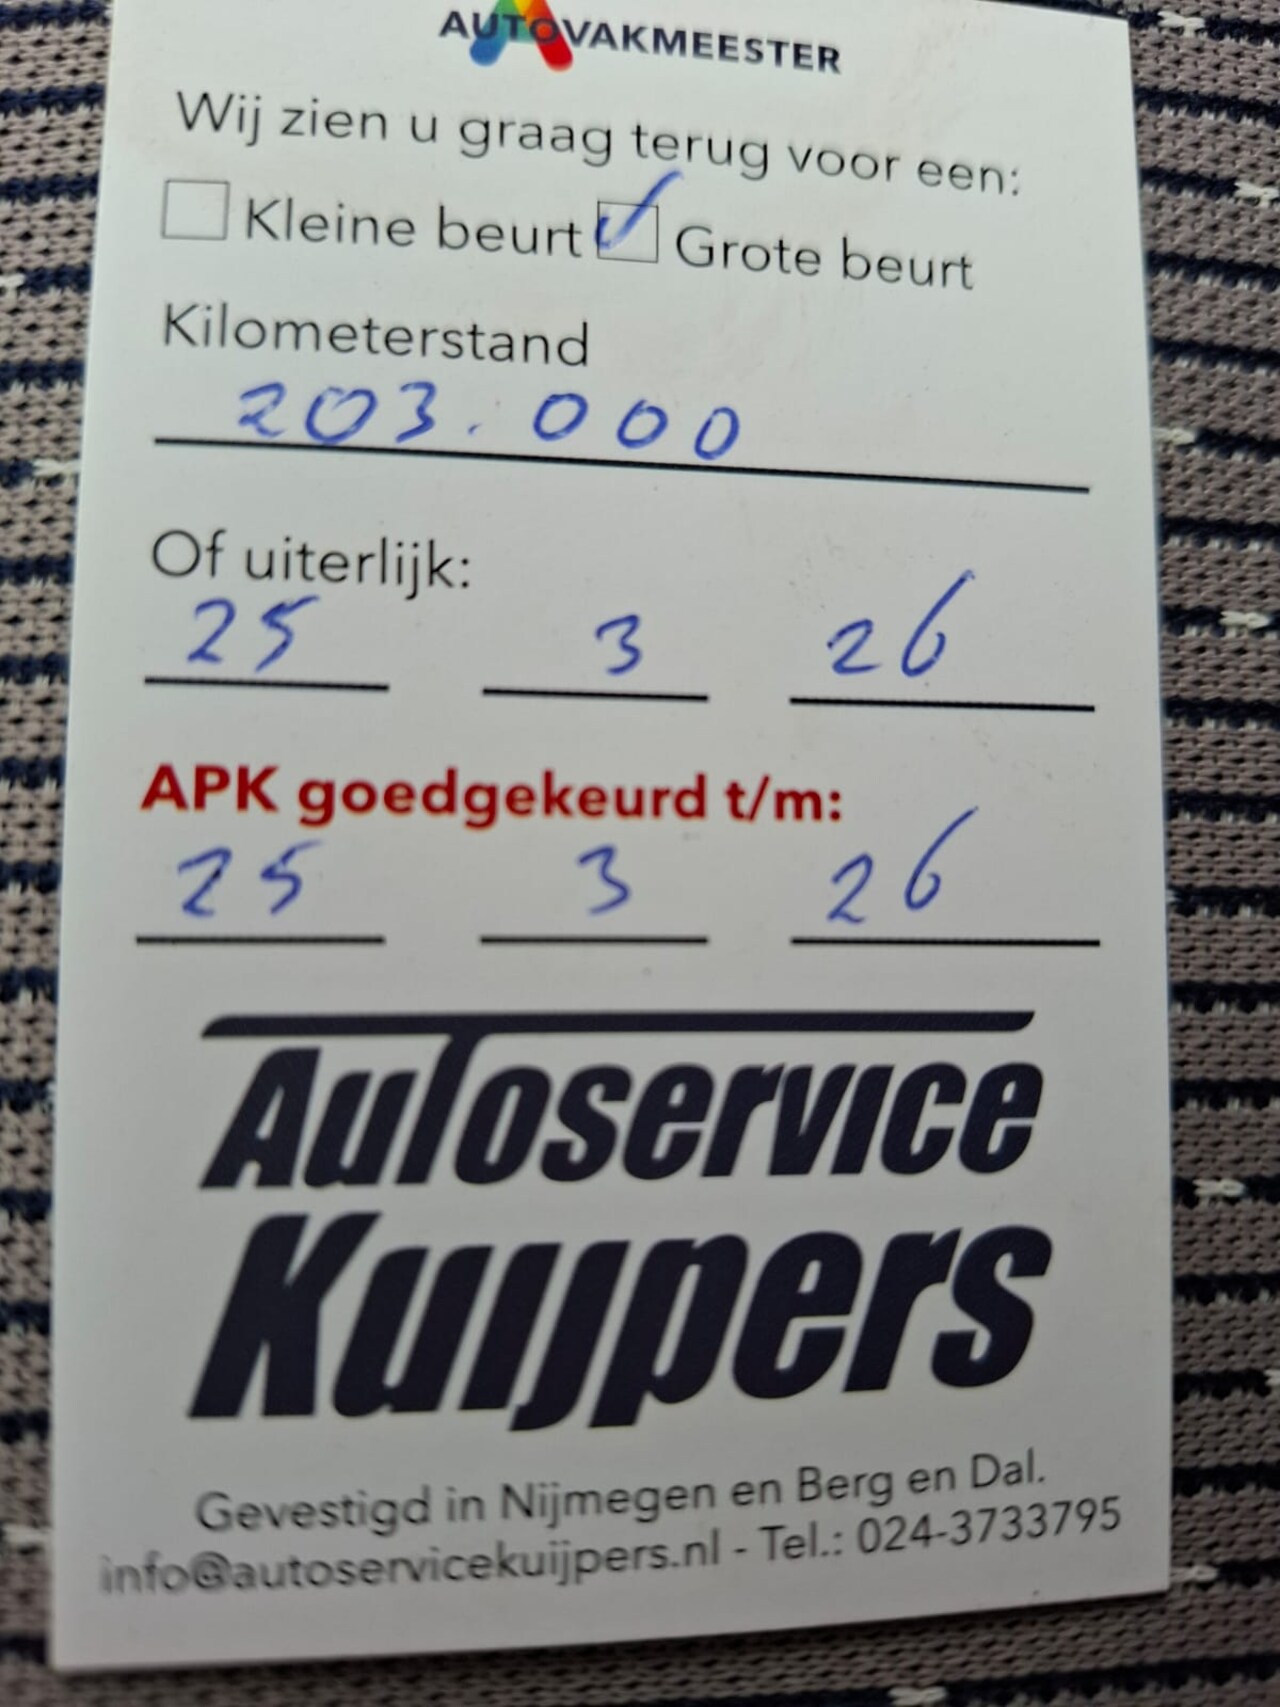 AUTOVAKMEESTER
Wij zien u graag terug voor een:
Kleine beurt Grote beurt
Kilometerstand
203.000
Of uiterlijk:
25 3 26
APK goedgekeurd t/m:
25 3 26
Autoservice
Kuijpers
Gevestigd in Nijmegen en Berg en Dal.
info@autoservicekuijpers.nl - Tel.: 024-3733795